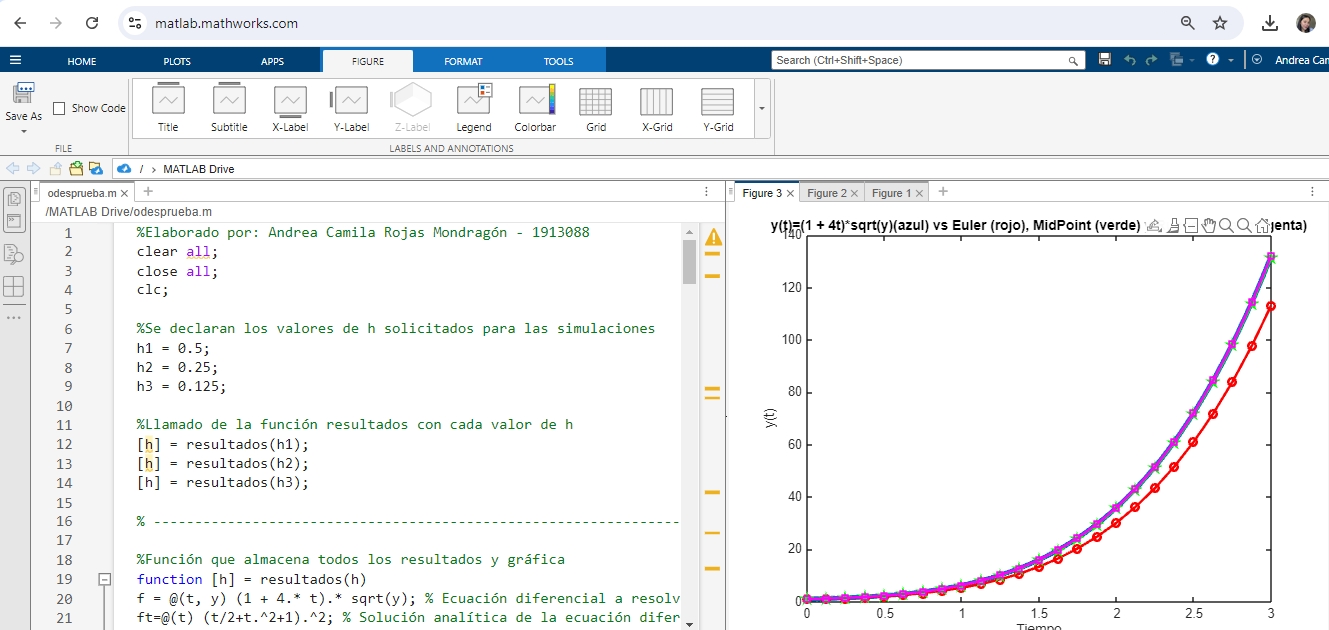 matlab.mathworks.com
HOME PLOTS APPS FIGURE FORMAT TOOLS Search (Ctrl+Shift+Space) Andrea Cam
Save As Show Code Title Subtitle X-Label Y-Label Z-Label Legend Colorbar Grid X-Grid Y-Grid
FILE LABELS AND ANNOTATIONS
/ › MATLAB Drive
odesprueba.m × + Figure 3 × Figure 2 × Figure 1 × +
/MATLAB Drive/odesprueba.m
y(t)=(1 + 4t)*sqrt(y)(azul) vs Euler (rojo), MidPoint (verde) genta)
1 %Elaborado por: Andrea Camila Rojas Mondragón - 1913088
2 clear all;
3 close all;
4 clc;
5
6 %Se declaran los valores de h solicitados para las simulaciones
7 h1 = 0.5;
8 h2 = 0.25;
9 h3 = 0.125;
10
11 %Llamado de la función resultados con cada valor de h
12 [h] = resultados(h1);
13 [h] = resultados(h2);
14 [h] = resultados(h3);
15
16 % ------------------------------------------------------------------
17
18 %Función que almacena todos los resultados y gráfica
19 function [h] = resultados(h)
20 f = @(t, y) (1 + 4.* t).* sqrt(y); % Ecuación diferencial a resolv
21 ft=@(t) (t/2+t.^2+1).^2; % Solución analítica de la ecuación difer
140
120
100
80
60
40
20
0
y(t)
0 0.5 1 1.5 2 2.5 3
Tiempo